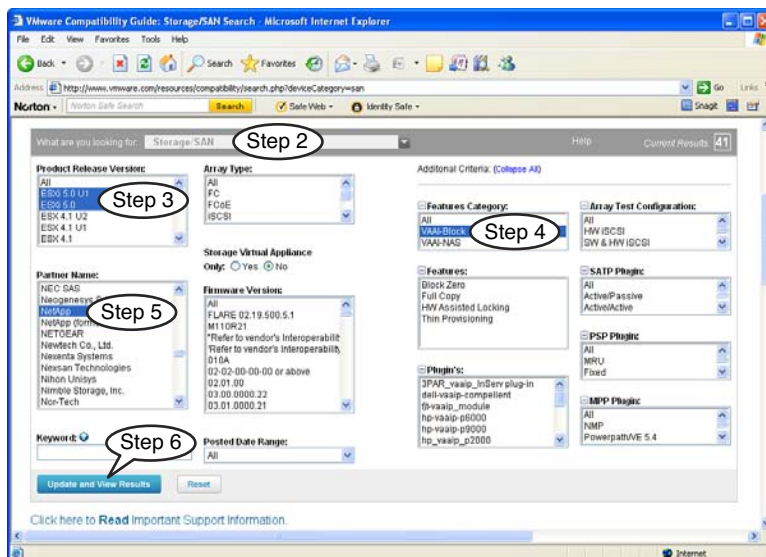 VMware Compatibility Guide: Storage/SAN Search - Microsoft Internet Explorer
File Edit View Favorites Tools Help
Back Search Favorites
Address http://www.vmware.com/resources/compatibility/search.php?deviceCategory=san Go Links
Norton Norton Safe Search Search Safe Web Identity Safe SnagIt
What are you looking for: Storage/SAN Step 2 Help Current Results: 41
Product Release Version:
All
ESXi 5.0 U1
ESXi 5.0
ESX 4.1 U2
ESX 4.1 U1
ESX 4.1
Step 3
Array Type:
All
FC
FCoE
iSCSI
Storage Virtual Appliance
Only: Yes No
Additonal Criteria: (Collapse All)
Features Category:
All
VAAI-Block
VAAI-NAS
Step 4
Array Test Configuration:
All
HW iSCSI
SW & HW iSCSI
Partner Name:
NEC SAS
Neogenesys
NetApp
NetApp
NETGEAR
Newtech Co., Ltd.
Nexenta Systems
Nexsan Technologies
Nihon Unisys
Nimble Storage, Inc.
Nor-Tech
Step 5
Firmware Version:
All
FLARE 02.19.500.5.1
M110R21
"Refer to vendor's Interoperability
'Refer to vendor's Interoperability
010A
02-02-00-00-00 or above
02.01.00
03.00.0000.22
03.01.0000.21
Features:
Block Zero
Full Copy
HW Assisted Locking
Thin Provisioning
SATP Plugin:
All
Active/Passive
Active/Active
PSP Plugin:
All
MRU
Fixed
Plugin's:
3PAR_vaaip_InServ plug-in
dell-vaaip-compellent
hp-vaaip-p6000
hp-vaaip-p9000
hp_vaaip_p2000
MPP Plugin:
All
NMP
Powerpath/VE 5.4
Keyword:
Step 6
Posted Date Range:
All
Update and View Results Reset
Click here to Read Important Support Information.
Internet